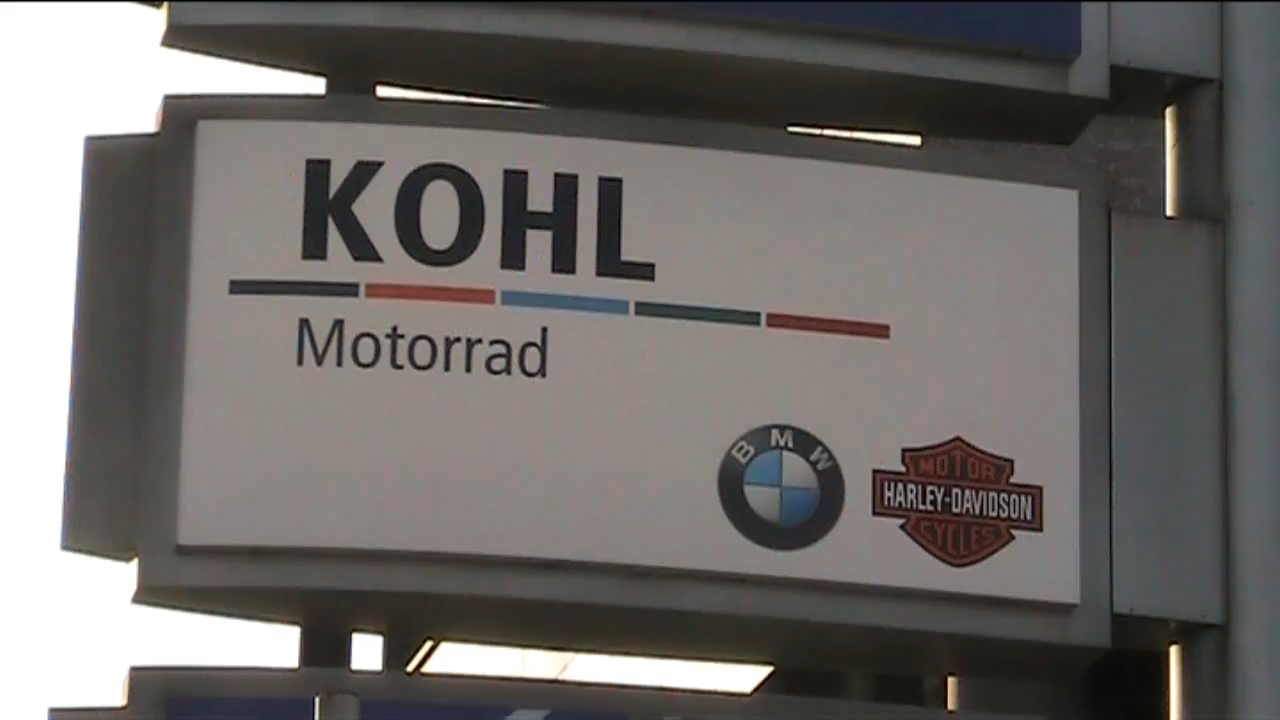 KOHL
Motorrad
BMW
MOTOR
HARLEY-DAVIDSON
CYCLES